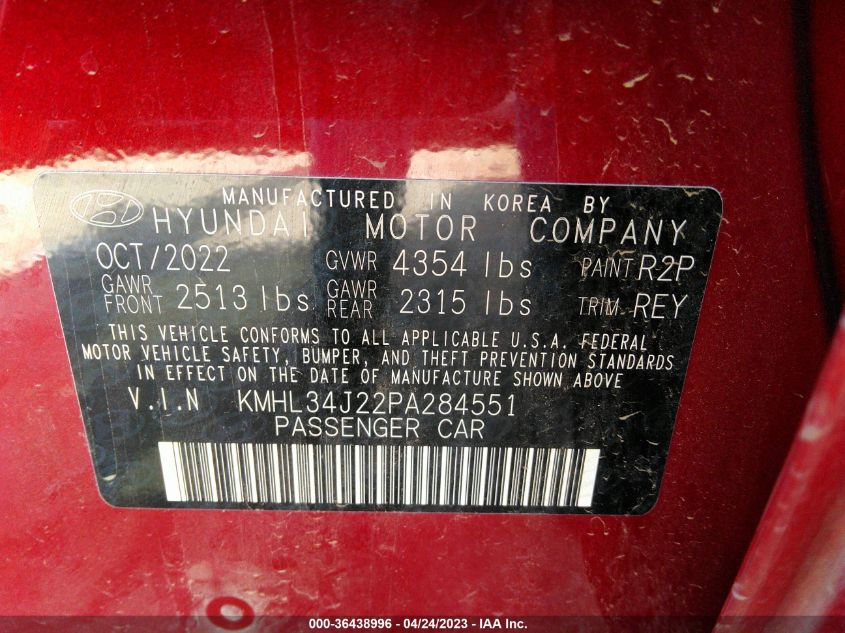 MANUFACTURED IN KOREA BY
HYUNDAI MOTOR COMPANY
OCT/2022 GVWR 4354 lbs PAINT R2P
GAWR FRONT 2513 lbs GAWR REAR 2315 lbs TRIM REY
THIS VEHICLE CONFORMS TO ALL APPLICABLE U.S.A. FEDERAL
MOTOR VEHICLE SAFETY, BUMPER, AND THEFT PREVENTION STANDARDS
IN EFFECT ON THE DATE OF MANUFACTURE SHOWN ABOVE
V.I.N KMHL34J22PA284551
PASSENGER CAR
000-36438996 - 04/24/2023 - IAA Inc.